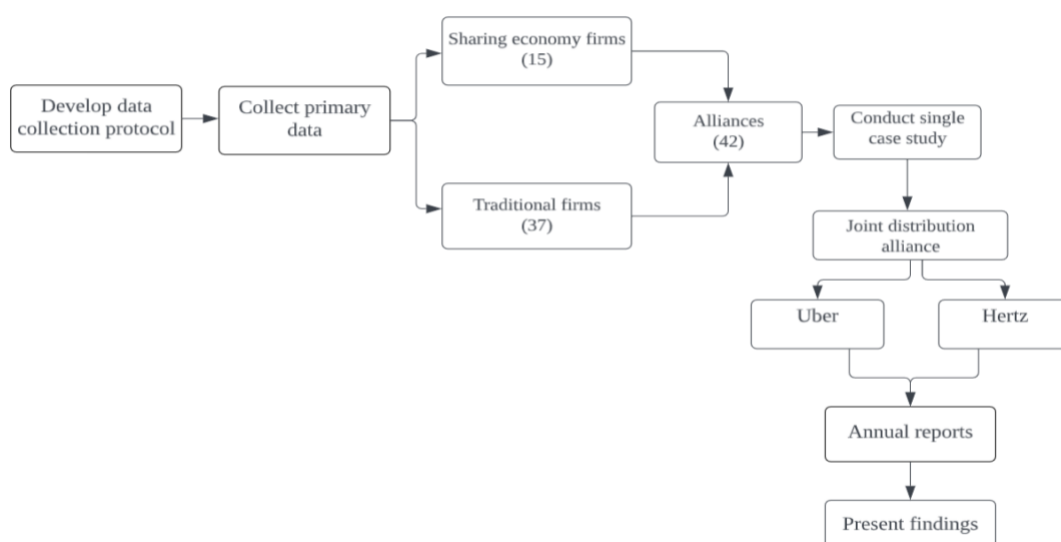 Develop data
collection protocol
Collect primary
data
Sharing economy firms
(15)
Traditional firms
(37)
Alliances
(42)
Conduct single
case study
Joint distribution
alliance
Uber
Hertz
Annual reports
Present findings